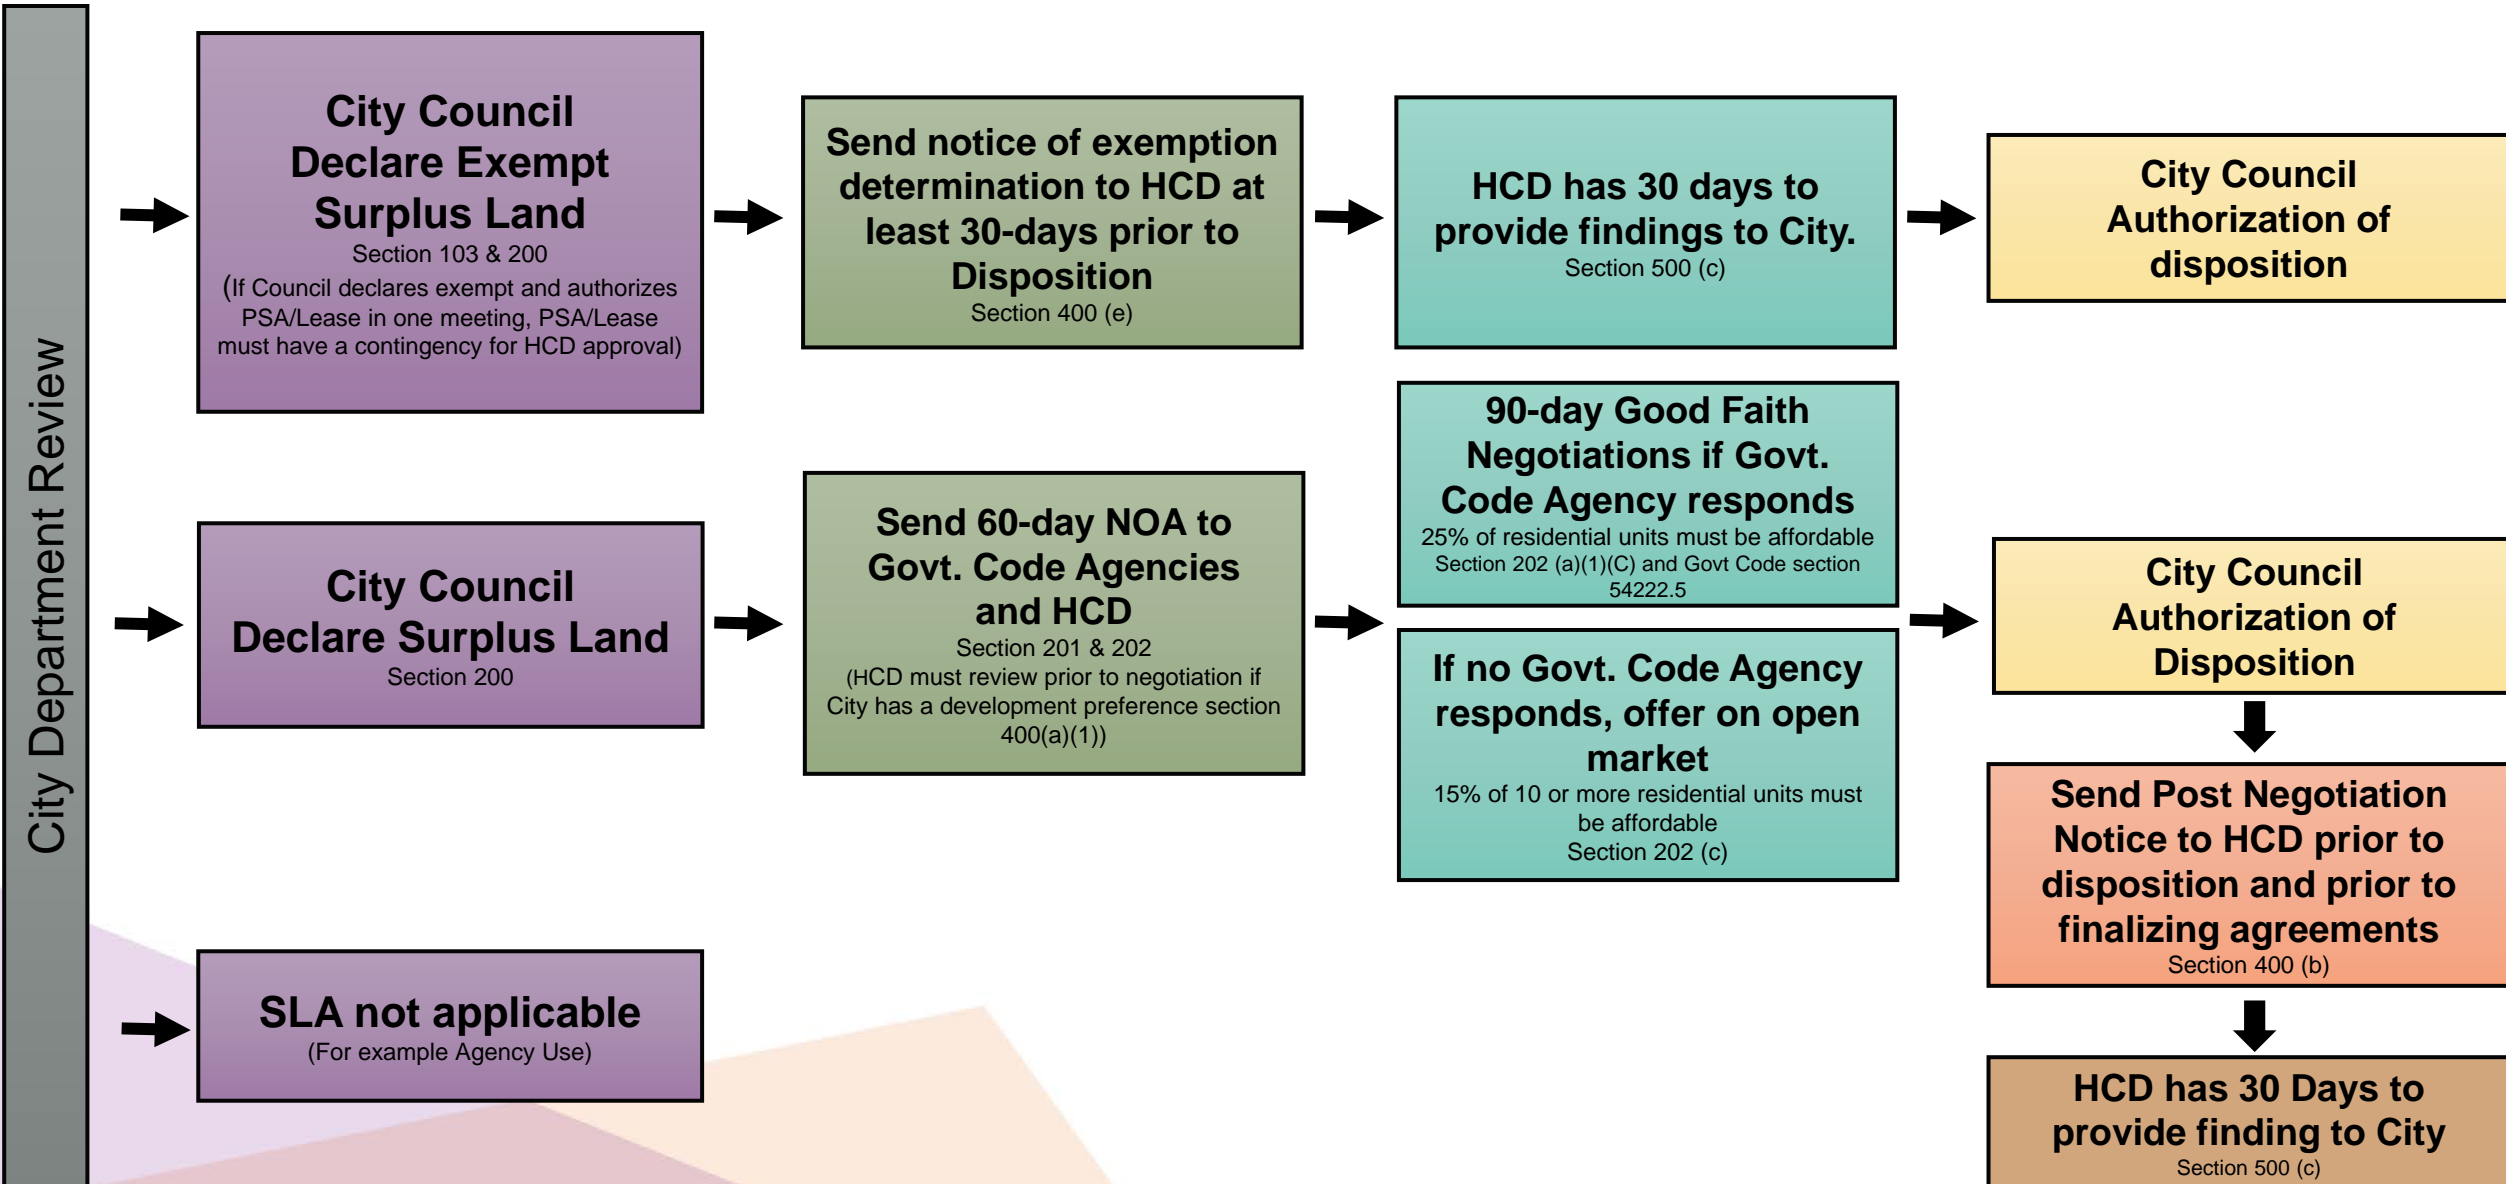 City Department Review
City Council
Declare Exempt
Surplus Land
Section 103 & 200
(If Council declares exempt and authorizes
PSA/Lease in one meeting, PSA/Lease
must have a contingency for HCD approval)
Send notice of exemption
determination to HCD at
least 30-days prior to
Disposition
Section 400 (e)
HCD has 30 days to
provide findings to City.
Section 500 (c)
City Council
Authorization of
disposition
City Council
Declare Surplus Land
Section 200
Send 60-day NOA to
Govt. Code Agencies
and HCD
Section 201 & 202
(HCD must review prior to negotiation if
City has a development preference section
400(a)(1))
90-day Good Faith
Negotiations if Govt.
Code Agency responds
25% of residential units must be affordable
Section 202 (a)(1)(C) and Govt Code section
54222.5
If no Govt. Code Agency
responds, offer on open
market
15% of 10 or more residential units must
be affordable
Section 202 (c)
City Council
Authorization of
Disposition
Send Post Negotiation
Notice to HCD prior to
disposition and prior to
finalizing agreements
Section 400 (b)
HCD has 30 Days to
provide finding to City
Section 500 (c)
SLA not applicable
(For example Agency Use)